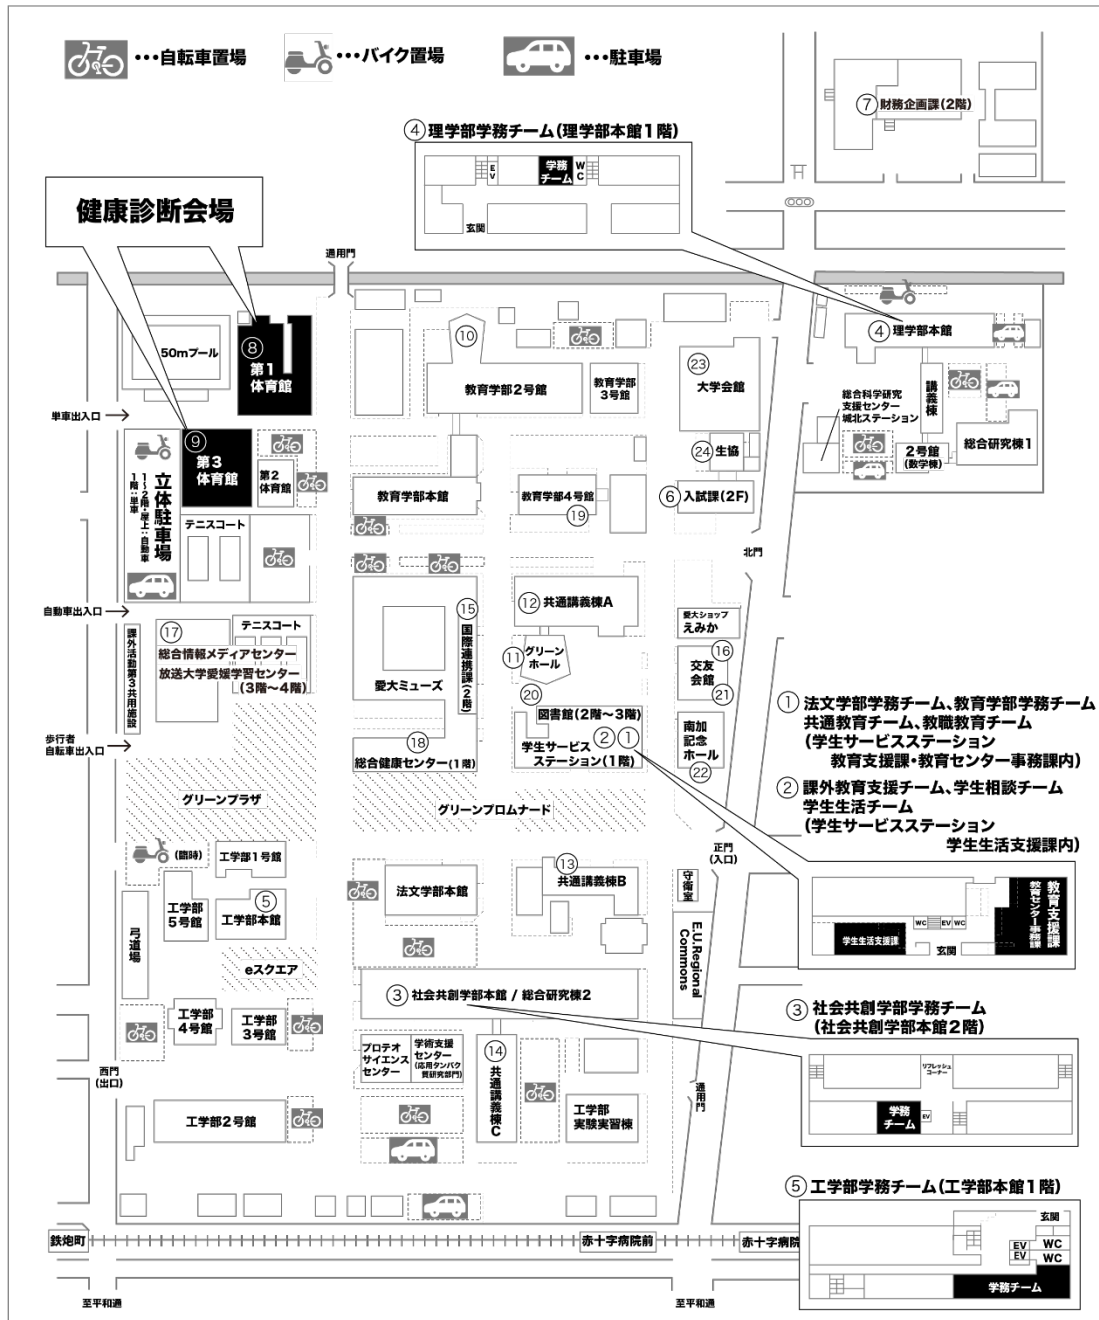 ・・・自転車置場
・・・バイク置場
・・・駐車場
⑦ 財務企画課(2階)
④ 理学部学務チーム(理学部本館1階)
EV
学務
チーム
WC
玄関
健康診断会場
通用門
50mプール
⑧
第1
体育館
⑩
教育学部2号館
教育学部
3号館
㉓
大学会館
④ 理学部本館
講義棟
総合科学研究
支援センター
城北ステーション
2号館
(数学棟)
総合研究棟1
単車出入口
⑨
第3
体育館
第2
体育館
立体駐車場
1～2階・屋上:自動車
1階:単車
テニスコート
教育学部本館
教育学部4号館
⑲
㉔ 生協
⑥ 入試課(2F)
北門
自動車出入口
課外活動第3共用施設
⑰
総合情報メディアセンター
放送大学愛媛学習センター
(3階～4階)
テニスコート
愛大ミューズ
⑮
国際連携課(2階)
⑫ 共通講義棟A
⑪
グリーン
ホール
愛大ショップ
えみか
⑯
交友
会館
㉑
⑳
図書館(2階～3階)
② ①
学生サービス
ステーション(1階)
南加
記念
ホール
㉒
⑱
総合健康センター(1階)
歩行者
自転車出入口
グリーンプラザ
グリーンプロムナード
① 法文学部学務チーム、教育学部学務チーム
共通教育チーム、教職教育チーム
(学生サービスステーション
教育支援課・教育センター事務課内)
② 課外教育支援チーム、学生相談チーム
学生生活チーム
(学生サービスステーション
学生生活支援課内)
正門
(入口)
守衛室
E.U.Regional
Commons
(臨時)
工学部1号館
弓道場
工学部
5号館
⑤
工学部本館
eスクエア
法文学部本館
⑬
共通講義棟B
WC
EV
WC
学生生活支援課
玄関
教育支援課
教育センター事務課
③ 社会共創学部本館 / 総合研究棟2
③ 社会共創学部学務チーム
(社会共創学部本館2階)
リフレッシュ
コーナー
学務
チーム
EV
工学部
4号館
工学部
3号館
西門
(出口)
プロテオ
サイエンス
センター
学術支援
センター
(応用タンパク
質研究部門)
⑭
共通講義棟C
工学部
実験実習棟
通用門
工学部2号館
⑤ 工学部学務チーム(工学部本館1階)
玄関
EV
WC
EV
WC
学務チーム
鉄炮町
赤十字病院前
赤十字病院
至平和通
至平和通